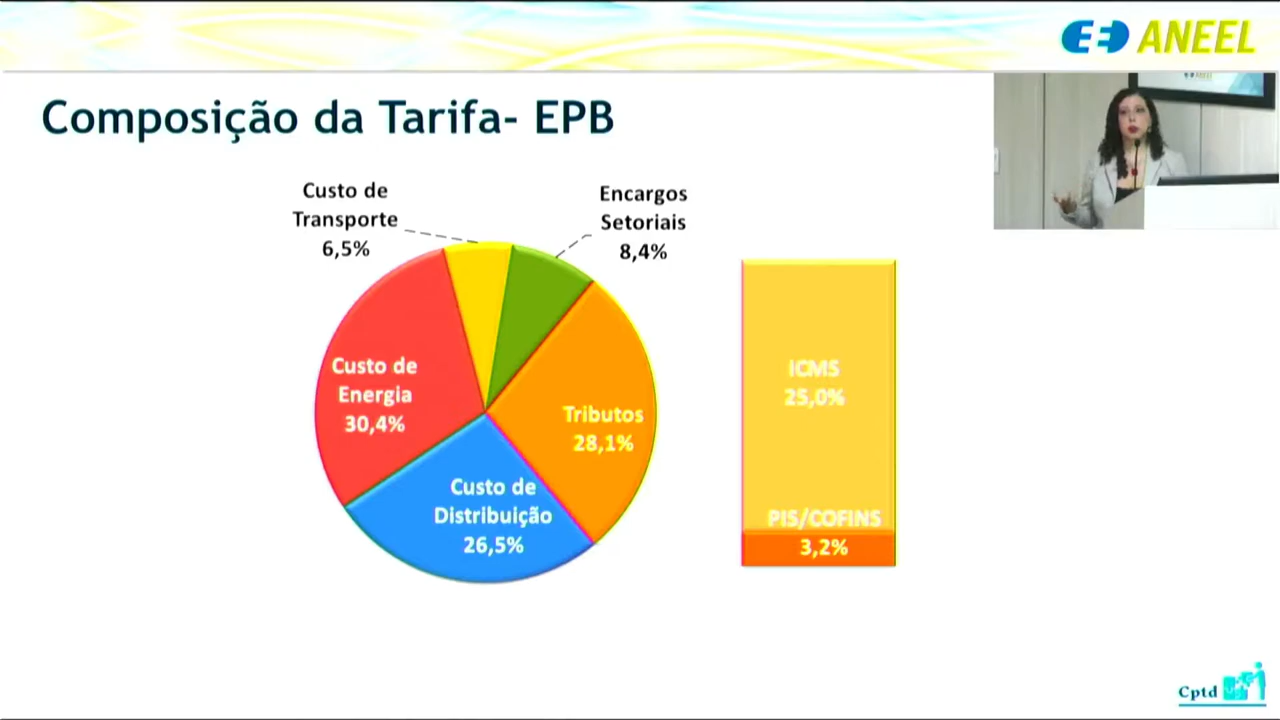 ANEEL
ANEEL
Composição da Tarifa- EPB
Custo de
Transporte
6,5%
Encargos
Setoriais
8,4%
Custo de
Energia
30,4%
Tributos
28,1%
Custo de
Distribuição
26,5%
ICMS
25,0%
PIS/COFINS
3,2%
Cptd